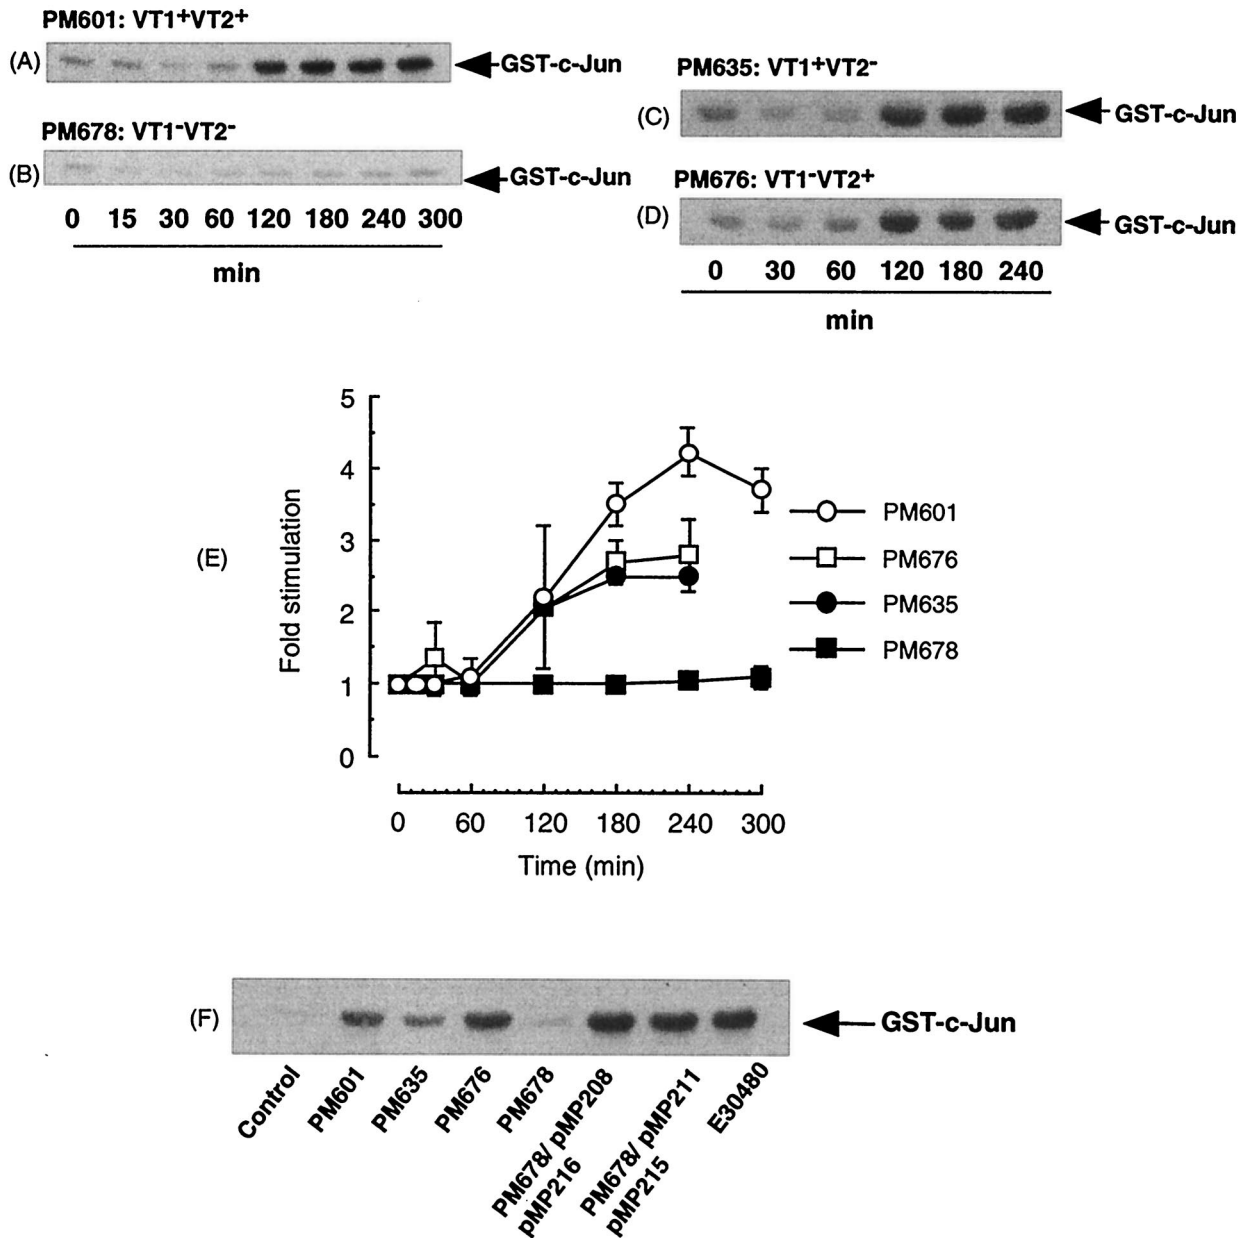 PM601: VT1+VT2+
(A)
GST-c-Jun
PM678: VT1-VT2-
(B)
GST-c-Jun
0 15 30 60 120 180 240 300
min
PM635: VT1+VT2-
(C)
GST-c-Jun
PM676: VT1-VT2+
(D)
GST-c-Jun
0 30 60 120 180 240
min
(E)
Fold stimulation
5
4
3
2
1
0
0 60 120 180 240 300
Time (min)
PM601
PM676
PM635
PM678
(F)
GST-c-Jun
Control
PM601
PM635
PM676
PM678
PM678/ pMP208
pMP216
PM678/ pMP211
pMP215
E30480